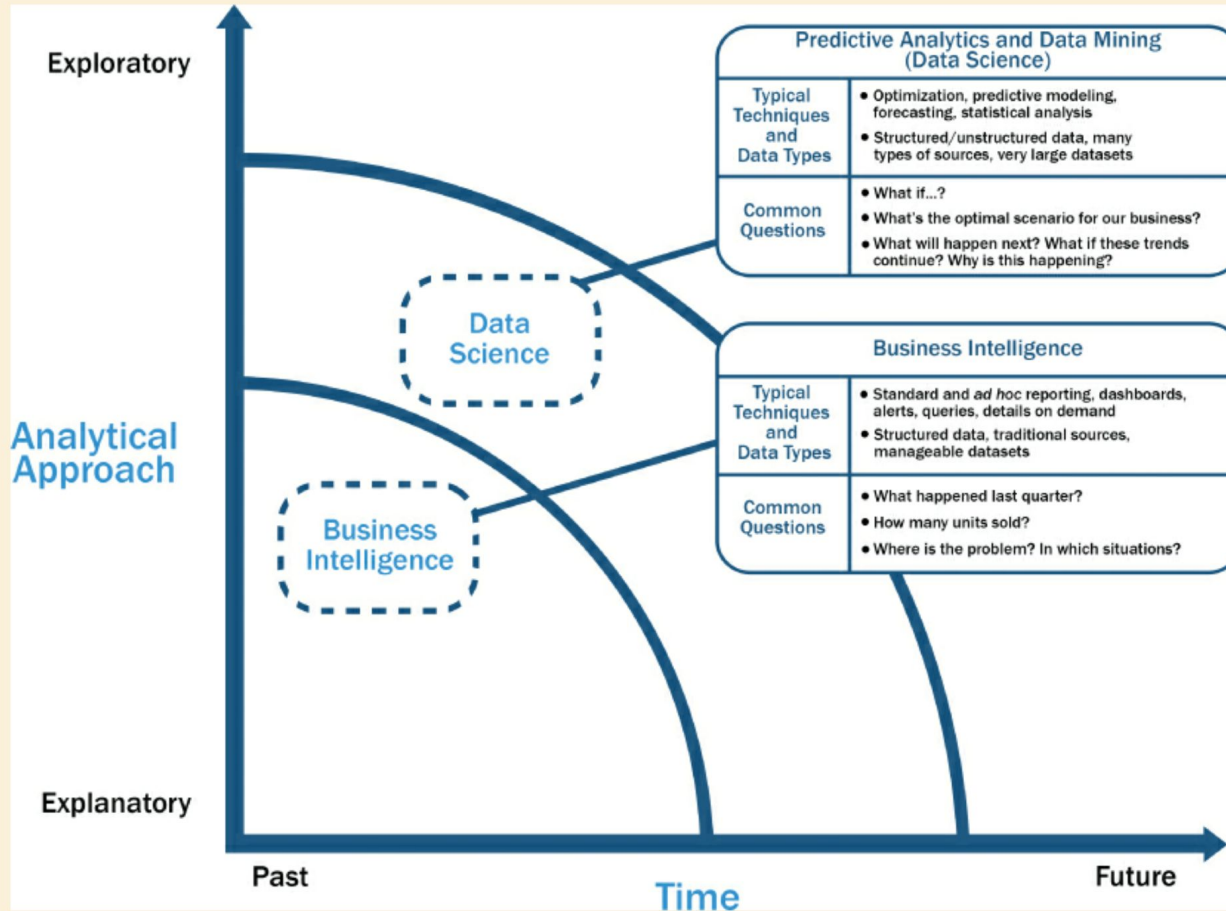 Exploratory
Analytical
Approach
Explanatory
Past
Time
Future
Data
Science
Business
Intelligence
Predictive Analytics and Data Mining
(Data Science)
Typical
Techniques
and
Data Types
• Optimization, predictive modeling,
forecasting, statistical analysis
• Structured/unstructured data, many
types of sources, very large datasets
Common
Questions
• What if...?
• What's the optimal scenario for our business?
• What will happen next? What if these trends
continue? Why is this happening?
Business Intelligence
Typical
Techniques
and
Data Types
• Standard and ad hoc reporting, dashboards,
alerts, queries, details on demand
• Structured data, traditional sources,
manageable datasets
Common
Questions
• What happened last quarter?
• How many units sold?
• Where is the problem? In which situations?